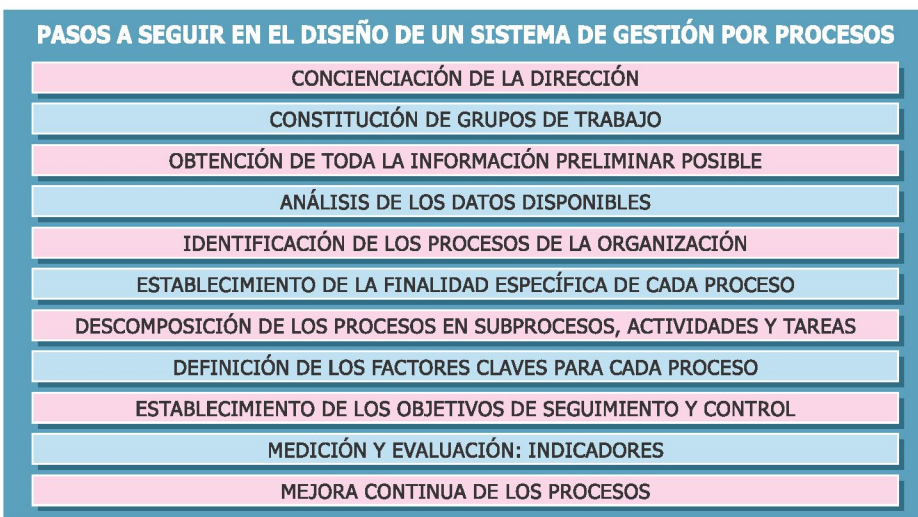 PASOS A SEGUIR EN EL DISEÑO DE UN SISTEMA DE GESTIÓN POR PROCESOS
CONCIENCIACIÓN DE LA DIRECCIÓN
CONSTITUCIÓN DE GRUPOS DE TRABAJO
OBTENCIÓN DE TODA LA INFORMACIÓN PRELIMINAR POSIBLE
ANÁLISIS DE LOS DATOS DISPONIBLES
IDENTIFICACIÓN DE LOS PROCESOS DE LA ORGANIZACIÓN
ESTABLECIMIENTO DE LA FINALIDAD ESPECÍFICA DE CADA PROCESO
DESCOMPOSICIÓN DE LOS PROCESOS EN SUBPROCESOS, ACTIVIDADES Y TAREAS
DEFINICIÓN DE LOS FACTORES CLAVES PARA CADA PROCESO
ESTABLECIMIENTO DE LOS OBJETIVOS DE SEGUIMIENTO Y CONTROL
MEDICIÓN Y EVALUACIÓN: INDICADORES
MEJORA CONTINUA DE LOS PROCESOS